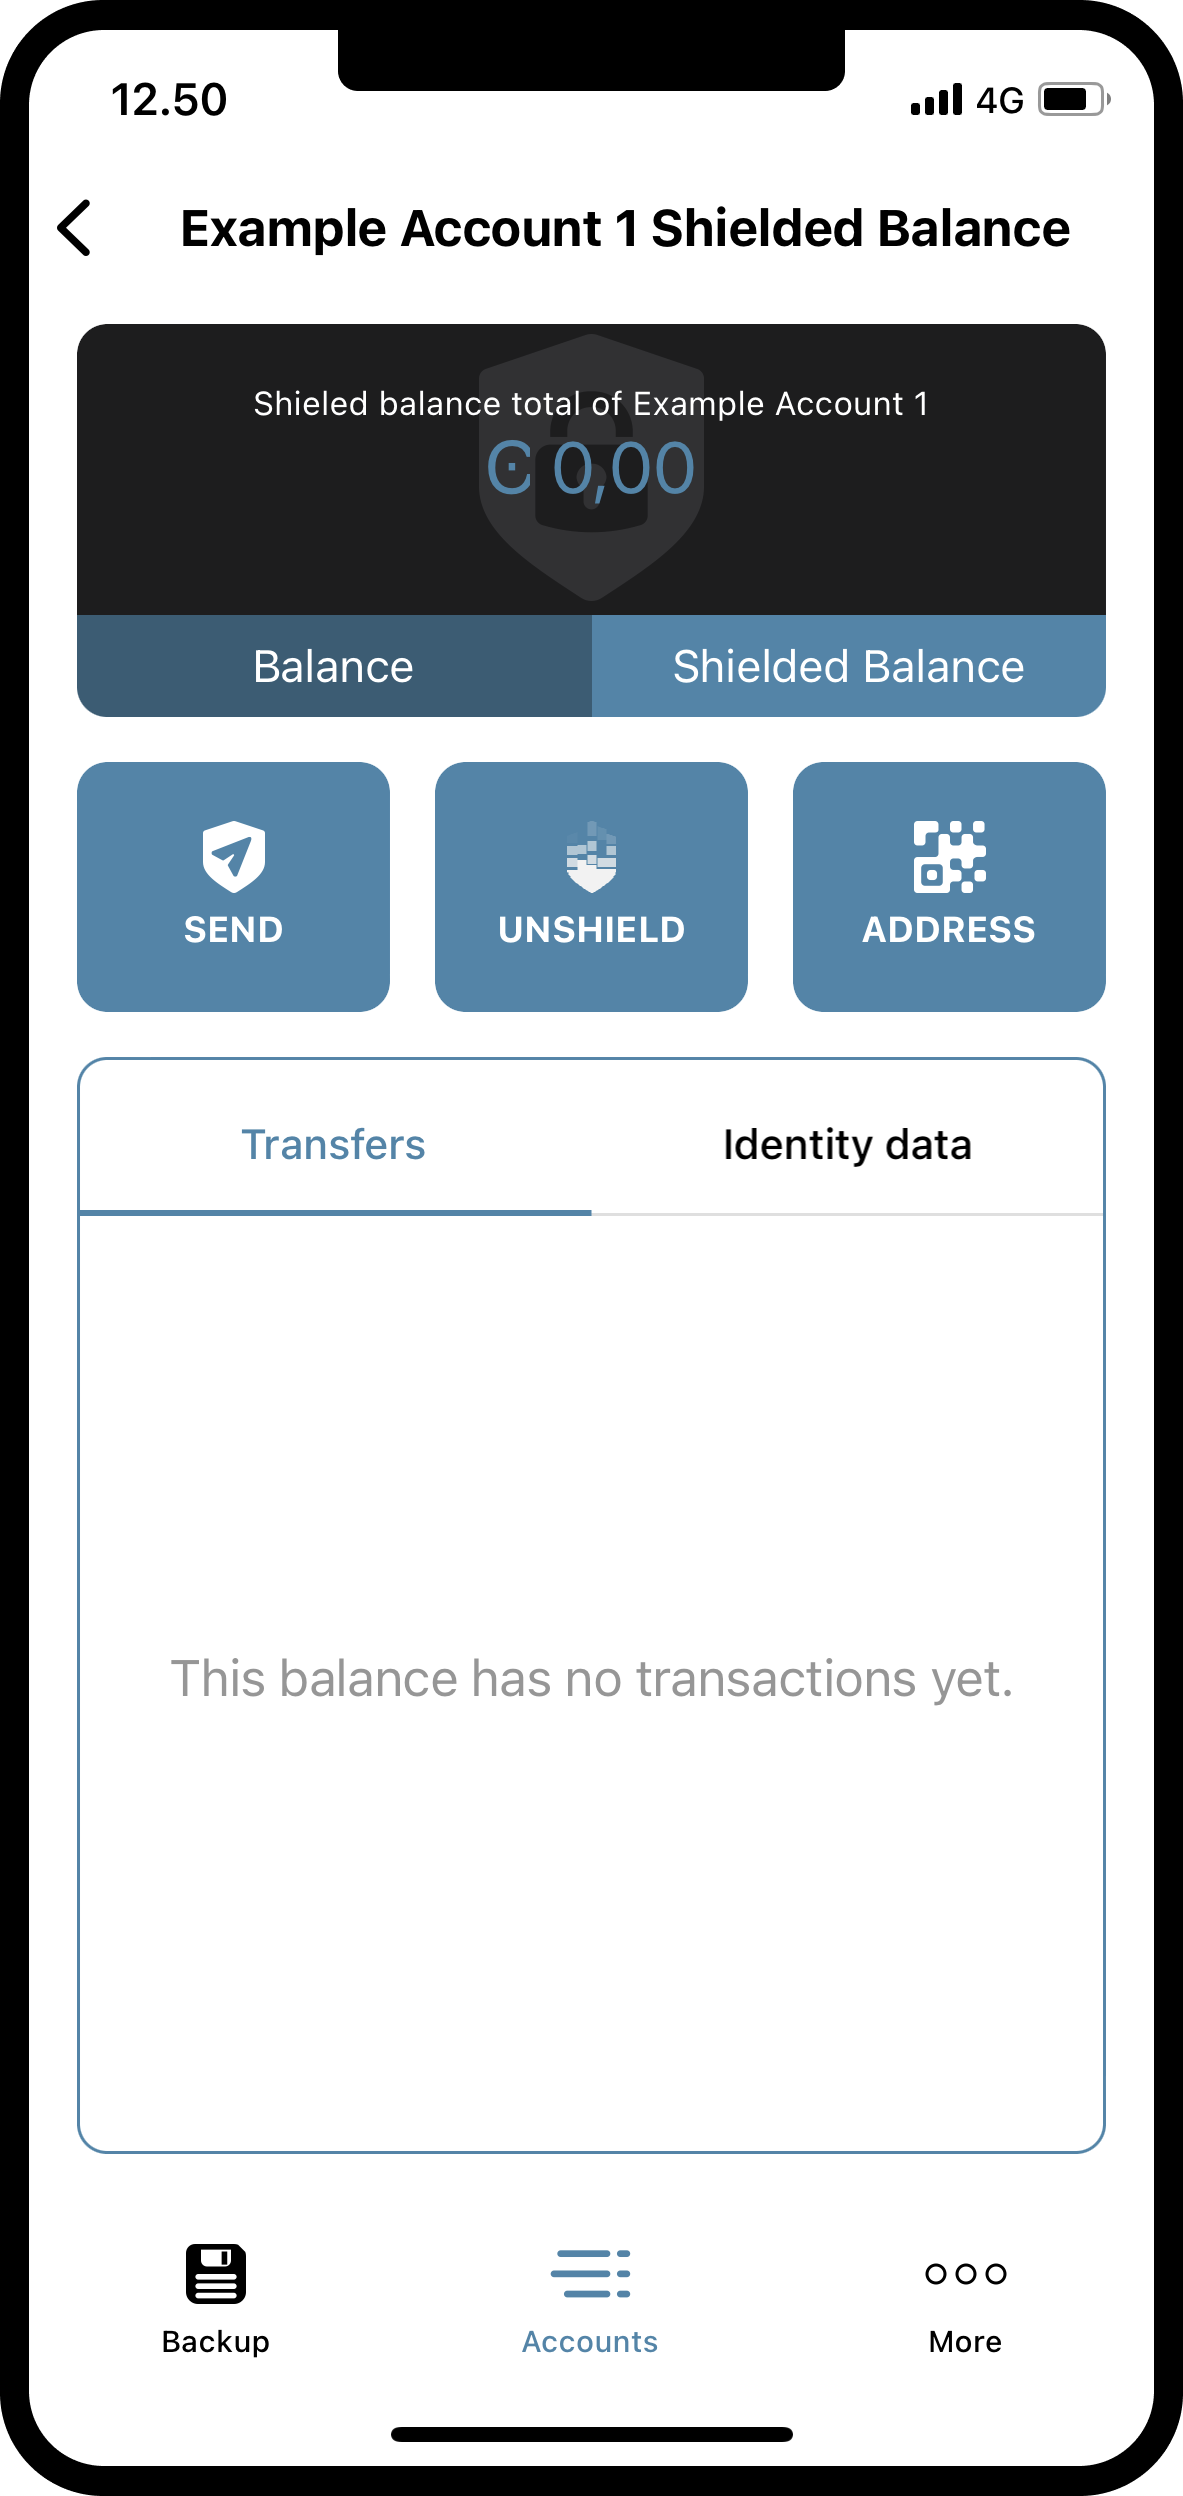 12.50 4G
Example Account 1 Shielded Balance
Shieled balance total of Example Account 1
Ͼ 0,00
Balance Shielded Balance
SEND UNSHIELD ADDRESS
Transfers Identity data
This balance has no transactions yet.
Backup Accounts More